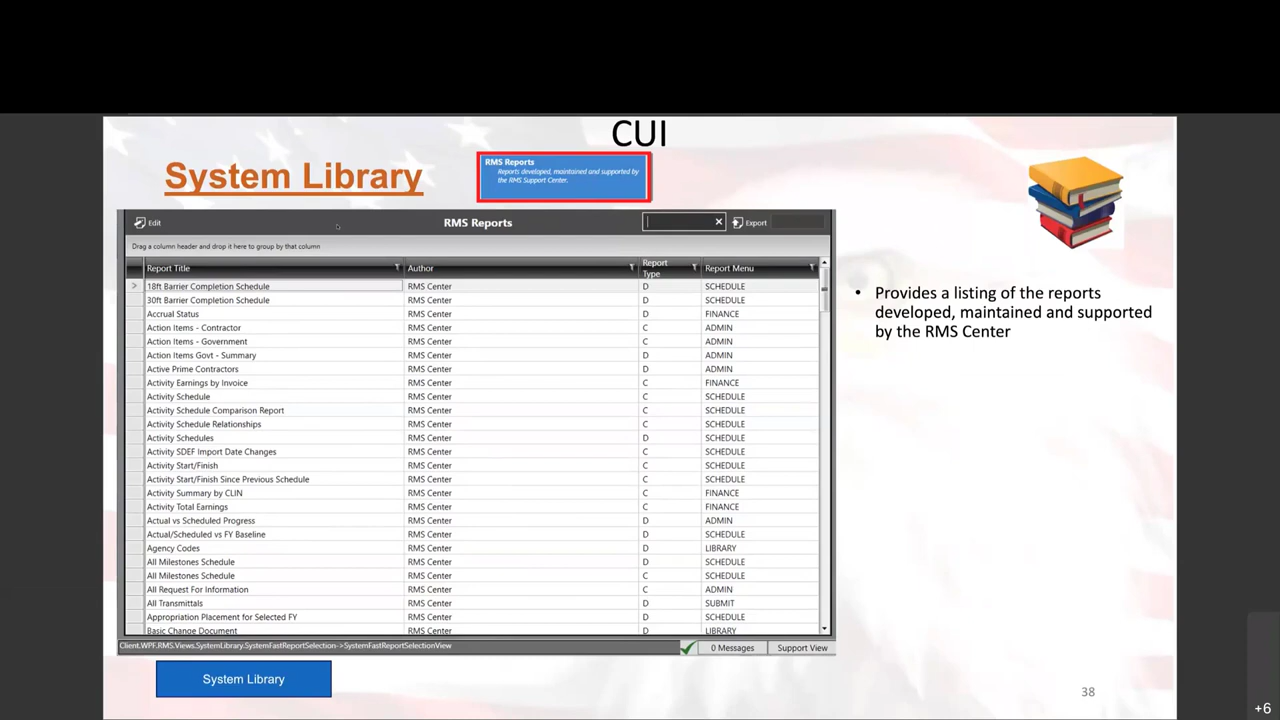 CUI
System Library
RMS Reports
Reports developed, maintained and supported by
the RMS Support Center.
Edit
RMS Reports
Export
Drag a column header and drop it here to group by that column
Report Title Author Report Type Report Menu
18ft Barrier Completion Schedule RMS Center D SCHEDULE
30ft Barrier Completion Schedule RMS Center D SCHEDULE
Accrual Status RMS Center D FINANCE
Action Items - Contractor RMS Center C ADMIN
Action Items - Government RMS Center C ADMIN
Action Items Govt - Summary RMS Center D ADMIN
Active Prime Contractors RMS Center D ADMIN
Activity Earnings by Invoice RMS Center C FINANCE
Activity Schedule RMS Center C SCHEDULE
Activity Schedule Comparison Report RMS Center C SCHEDULE
Activity Schedule Relationships RMS Center C SCHEDULE
Activity Schedules RMS Center D SCHEDULE
Activity SDEF Import Date Changes RMS Center C SCHEDULE
Activity Start/Finish RMS Center C SCHEDULE
Activity Start/Finish Since Previous Schedule RMS Center C SCHEDULE
Activity Summary by CLIN RMS Center C FINANCE
Activity Total Earnings RMS Center C FINANCE
Actual vs Scheduled Progress RMS Center D ADMIN
Actual/Scheduled vs FY Baseline RMS Center D SCHEDULE
Agency Codes RMS Center D LIBRARY
All Milestones Schedule RMS Center D SCHEDULE
All Milestones Schedule RMS Center C SCHEDULE
All Request For Information RMS Center C ADMIN
All Transmittals RMS Center D SUBMIT
Appropriation Placement for Selected FY RMS Center D SCHEDULE
Basic Change Document RMS Center D LIBRARY
Client.WPF.RMS.Views.SystemLibrary.SystemFastReportSelection->SystemFastReportSelectionView
0 Messages
Support View
• Provides a listing of the reports
developed, maintained and supported
by the RMS Center
System Library
38
+6